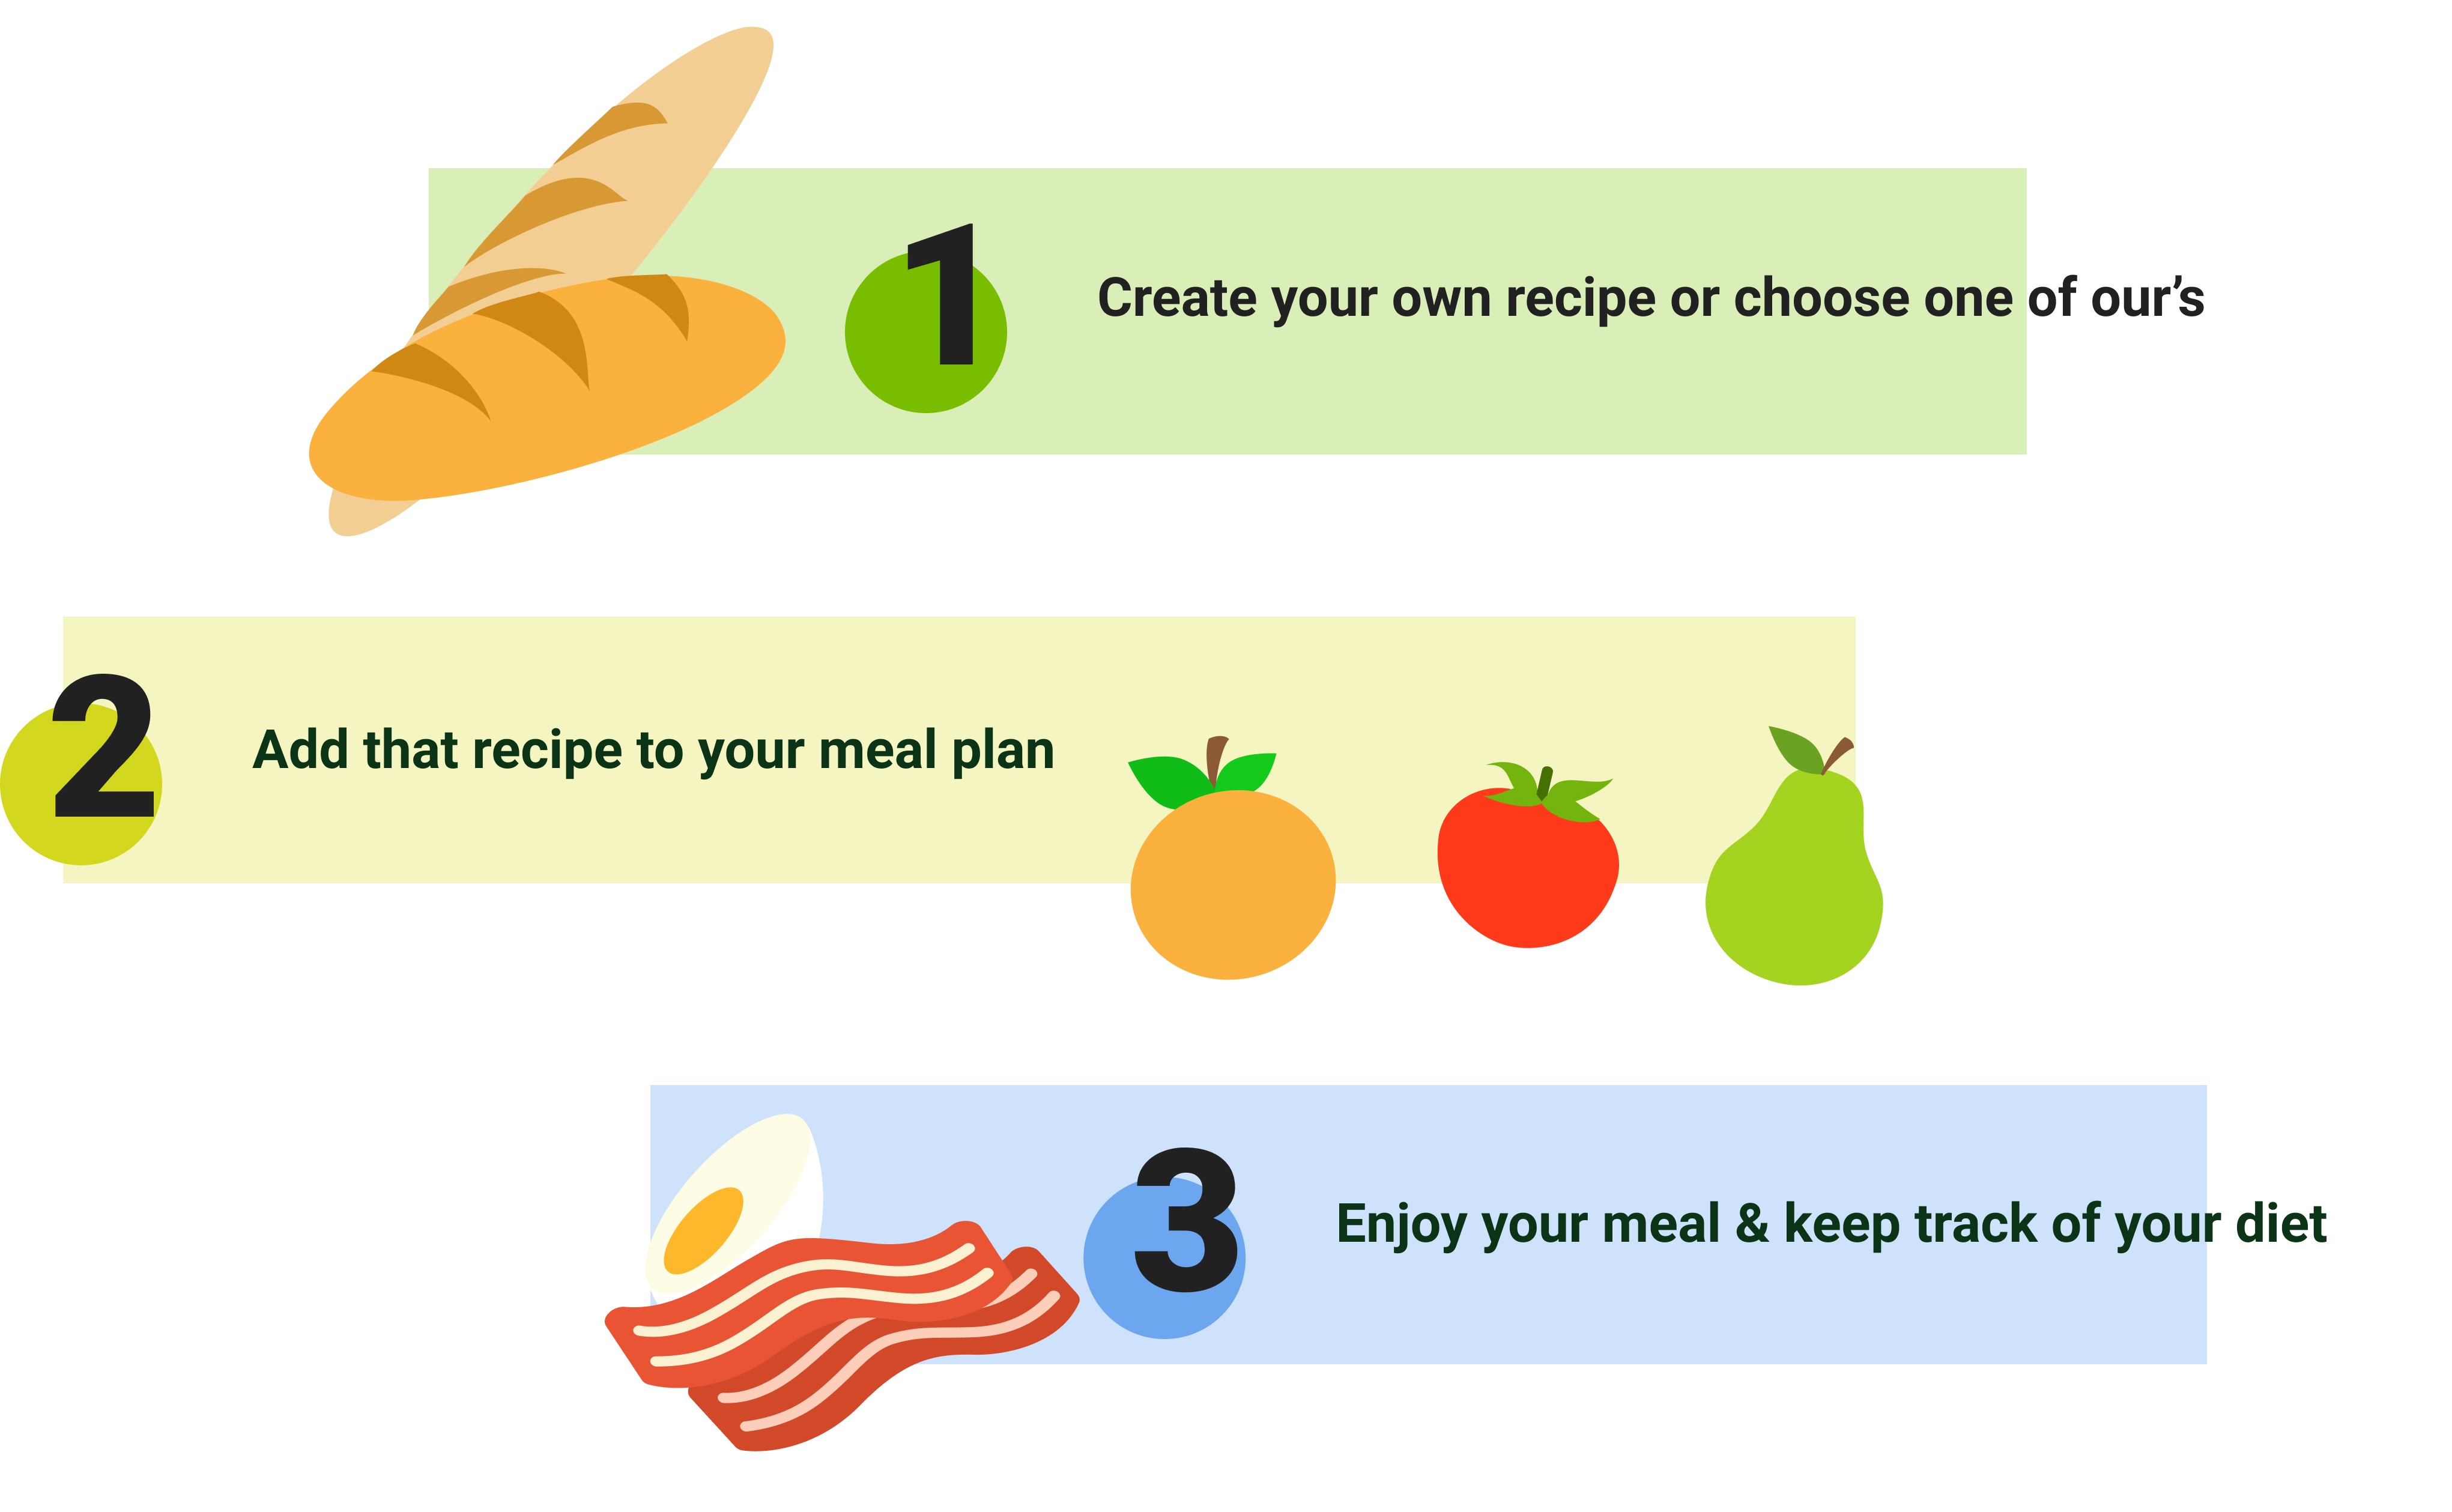 1
Create your own recipe or choose one of our’s
2
Add that recipe to your meal plan
3
Enjoy your meal & keep track of your diet